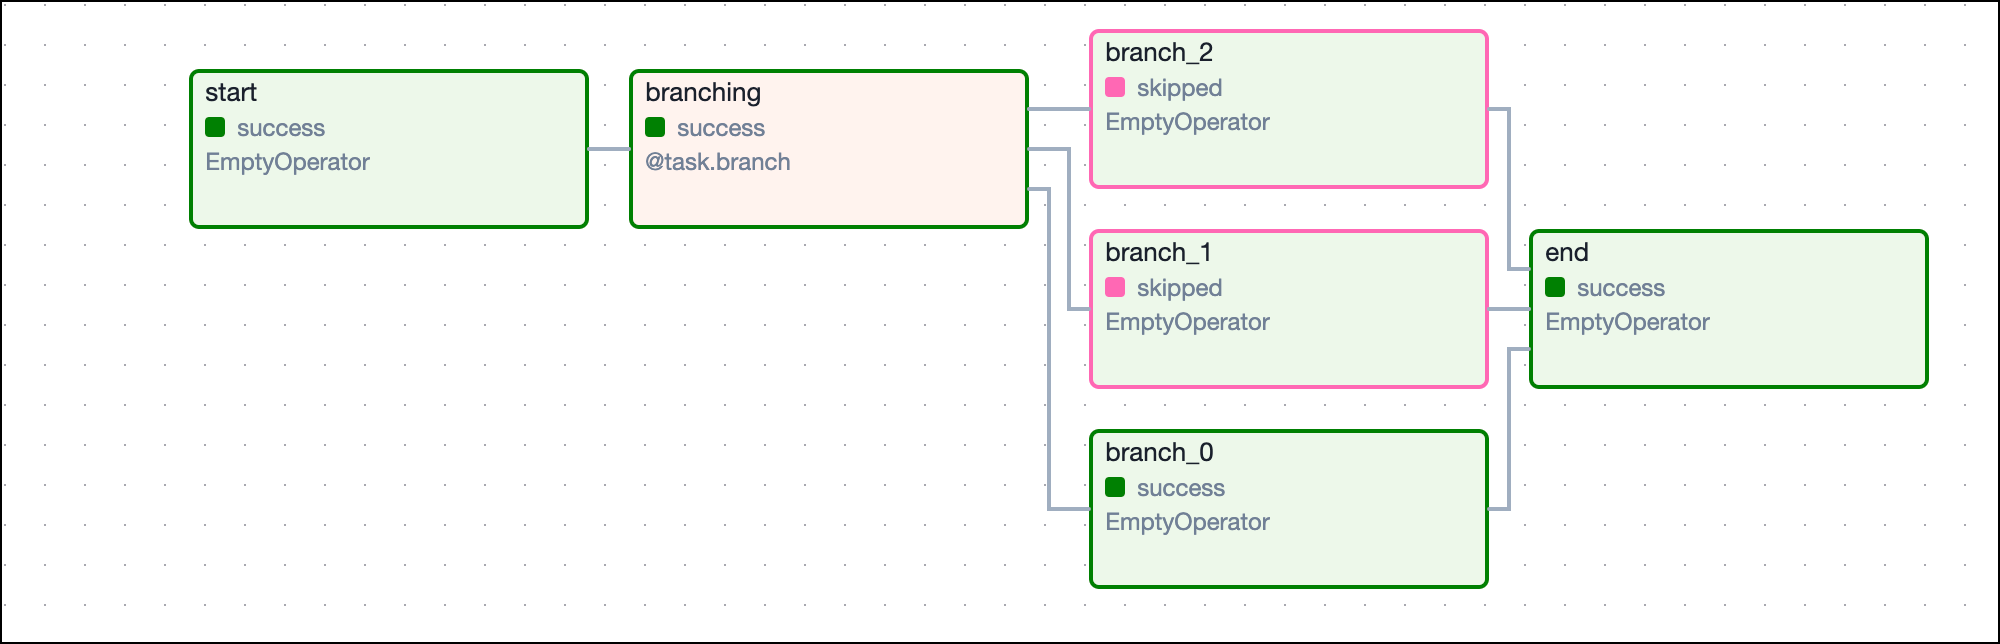 start
success
EmptyOperator
branching
success
@task.branch
branch_2
skipped
EmptyOperator
branch_1
skipped
EmptyOperator
branch_0
success
EmptyOperator
end
success
EmptyOperator